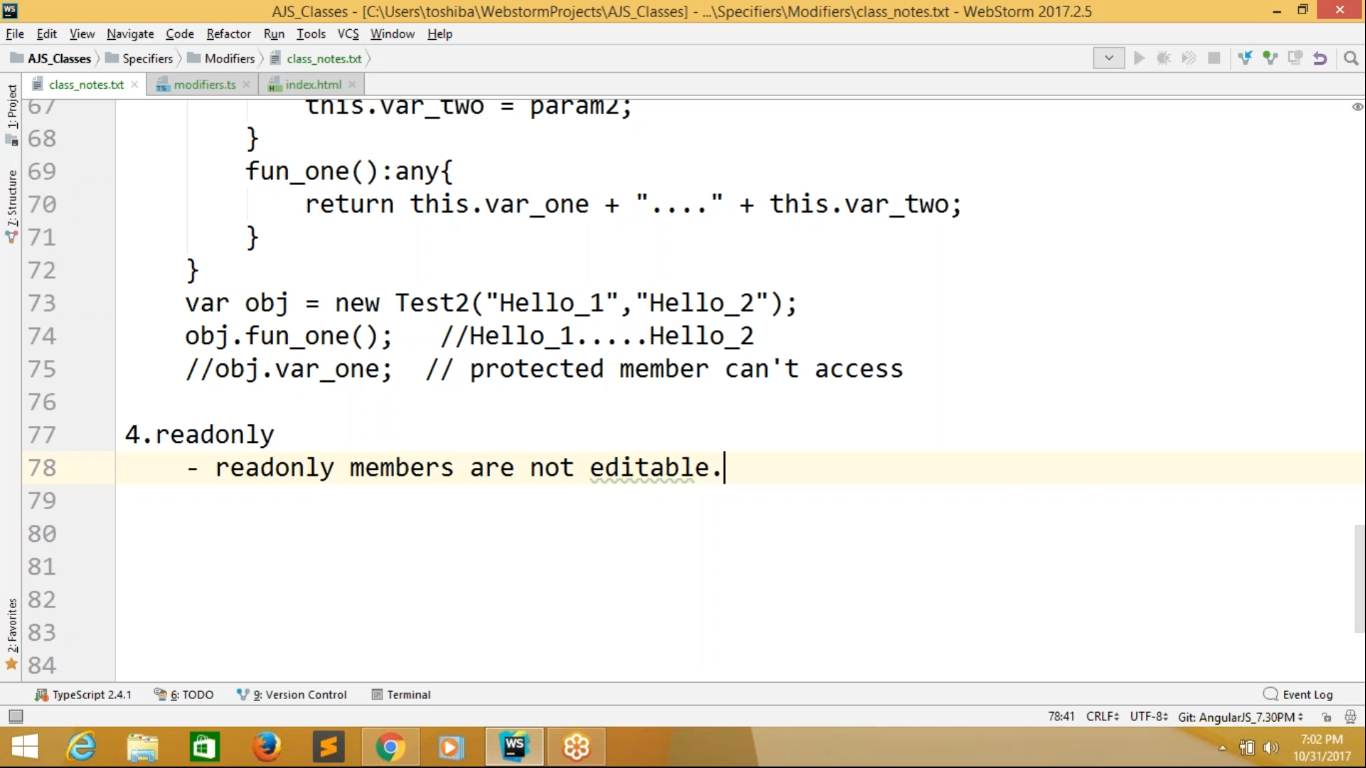 WS AJS_Classes - [C:\Users\toshiba\WebstormProjects\AJS_Classes] - ...\Specifiers\Modifiers\class_notes.txt - WebStorm 2017.2.5
File Edit View Navigate Code Refactor Run Tools VCS Window Help
AJS_Classes Specifiers Modifiers class_notes.txt
class_notes.txt modifiers.ts index.html
1: Project
7: Structure
2: Favorites
67 this.var_two = param2;
68 }
69 fun_one():any{
70 return this.var_one + "...." + this.var_two;
71 }
72 }
73 var obj = new Test2("Hello_1","Hello_2");
74 obj.fun_one(); //Hello_1.....Hello_2
75 //obj.var_one; // protected member can't access
76
77 4.readonly
78 - readonly members are not editable.
79
80
81
82
83
84
TypeScript 2.4.1 6: TODO 9: Version Control Terminal Event Log
78:41 CRLF UTF-8 Git: AngularJS_7.30PM
WS
7:02 PM
10/31/2017